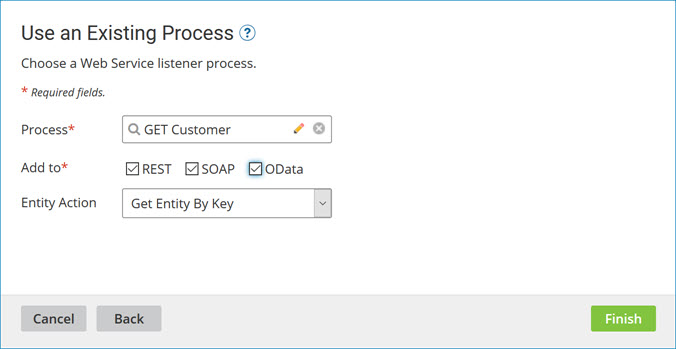 Use an Existing Process ?
Choose a Web Service listener process.
* Required fields.
Process* GET Customer
Add to* REST SOAP OData
Entity Action Get Entity By Key
Cancel Back Finish